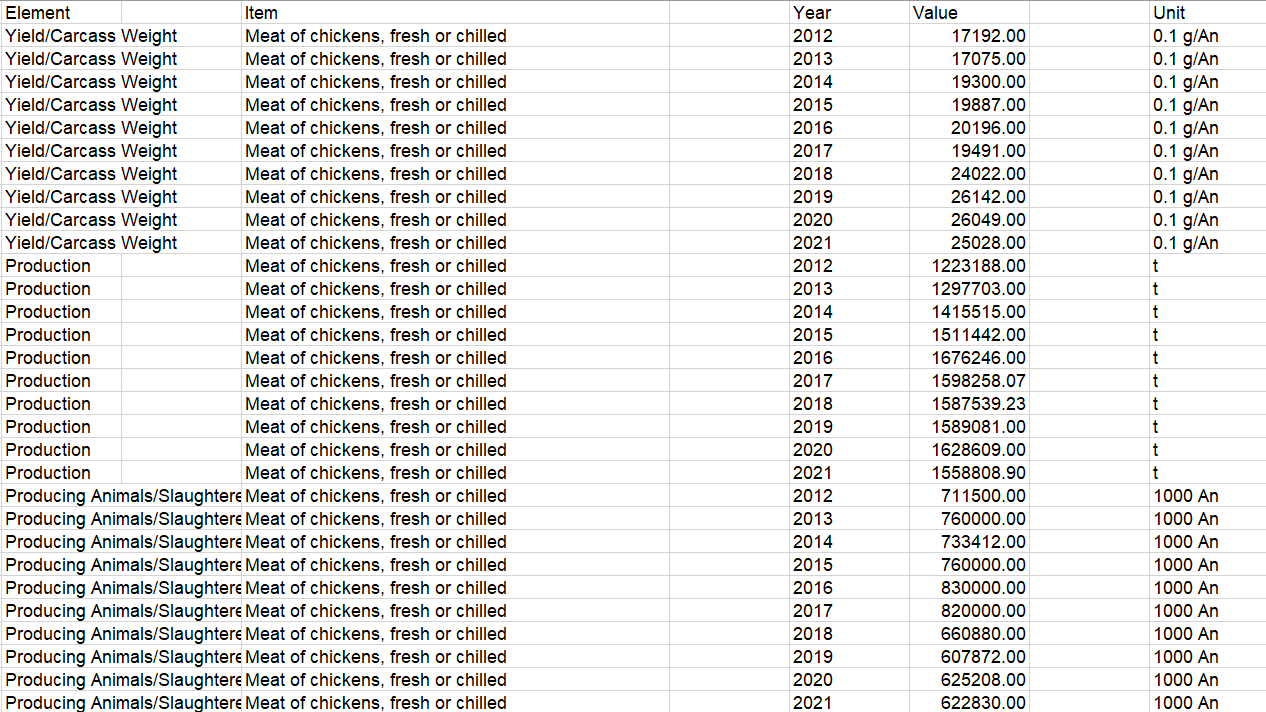 Element Item Year Value Unit
Yield/Carcass Weight Meat of chickens, fresh or chilled 2012 17192.00 0.1 g/An
Yield/Carcass Weight Meat of chickens, fresh or chilled 2013 17075.00 0.1 g/An
Yield/Carcass Weight Meat of chickens, fresh or chilled 2014 19300.00 0.1 g/An
Yield/Carcass Weight Meat of chickens, fresh or chilled 2015 19887.00 0.1 g/An
Yield/Carcass Weight Meat of chickens, fresh or chilled 2016 20196.00 0.1 g/An
Yield/Carcass Weight Meat of chickens, fresh or chilled 2017 19491.00 0.1 g/An
Yield/Carcass Weight Meat of chickens, fresh or chilled 2018 24022.00 0.1 g/An
Yield/Carcass Weight Meat of chickens, fresh or chilled 2019 26142.00 0.1 g/An
Yield/Carcass Weight Meat of chickens, fresh or chilled 2020 26049.00 0.1 g/An
Yield/Carcass Weight Meat of chickens, fresh or chilled 2021 25028.00 0.1 g/An
Production Meat of chickens, fresh or chilled 2012 1223188.00 t
Production Meat of chickens, fresh or chilled 2013 1297703.00 t
Production Meat of chickens, fresh or chilled 2014 1415515.00 t
Production Meat of chickens, fresh or chilled 2015 1511442.00 t
Production Meat of chickens, fresh or chilled 2016 1676246.00 t
Production Meat of chickens, fresh or chilled 2017 1598258.07 t
Production Meat of chickens, fresh or chilled 2018 1587539.23 t
Production Meat of chickens, fresh or chilled 2019 1589081.00 t
Production Meat of chickens, fresh or chilled 2020 1628609.00 t
Production Meat of chickens, fresh or chilled 2021 1558808.90 t
Producing Animals/Slaughtere Meat of chickens, fresh or chilled 2012 711500.00 1000 An
Producing Animals/Slaughtere Meat of chickens, fresh or chilled 2013 760000.00 1000 An
Producing Animals/Slaughtere Meat of chickens, fresh or chilled 2014 733412.00 1000 An
Producing Animals/Slaughtere Meat of chickens, fresh or chilled 2015 760000.00 1000 An
Producing Animals/Slaughtere Meat of chickens, fresh or chilled 2016 830000.00 1000 An
Producing Animals/Slaughtere Meat of chickens, fresh or chilled 2017 820000.00 1000 An
Producing Animals/Slaughtere Meat of chickens, fresh or chilled 2018 660880.00 1000 An
Producing Animals/Slaughtere Meat of chickens, fresh or chilled 2019 607872.00 1000 An
Producing Animals/Slaughtere Meat of chickens, fresh or chilled 2020 625208.00 1000 An
Producing Animals/Slaughtere Meat of chickens, fresh or chilled 2021 622830.00 1000 An